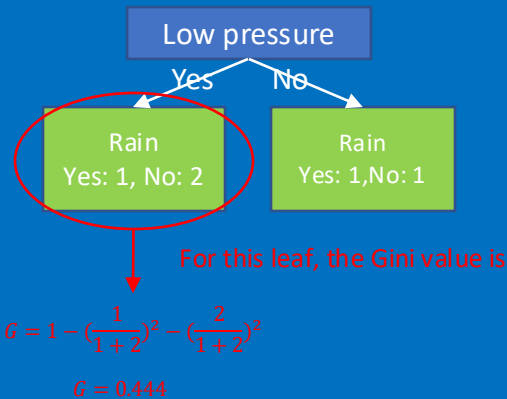 Low pressure
Yes No
Rain
Yes: 1, No: 2
Rain
Yes: 1,No: 1
For this leaf, the Gini value is
G = 1 − (1/(1 + 2))² − (2/(1 + 2))²
G = 0.444